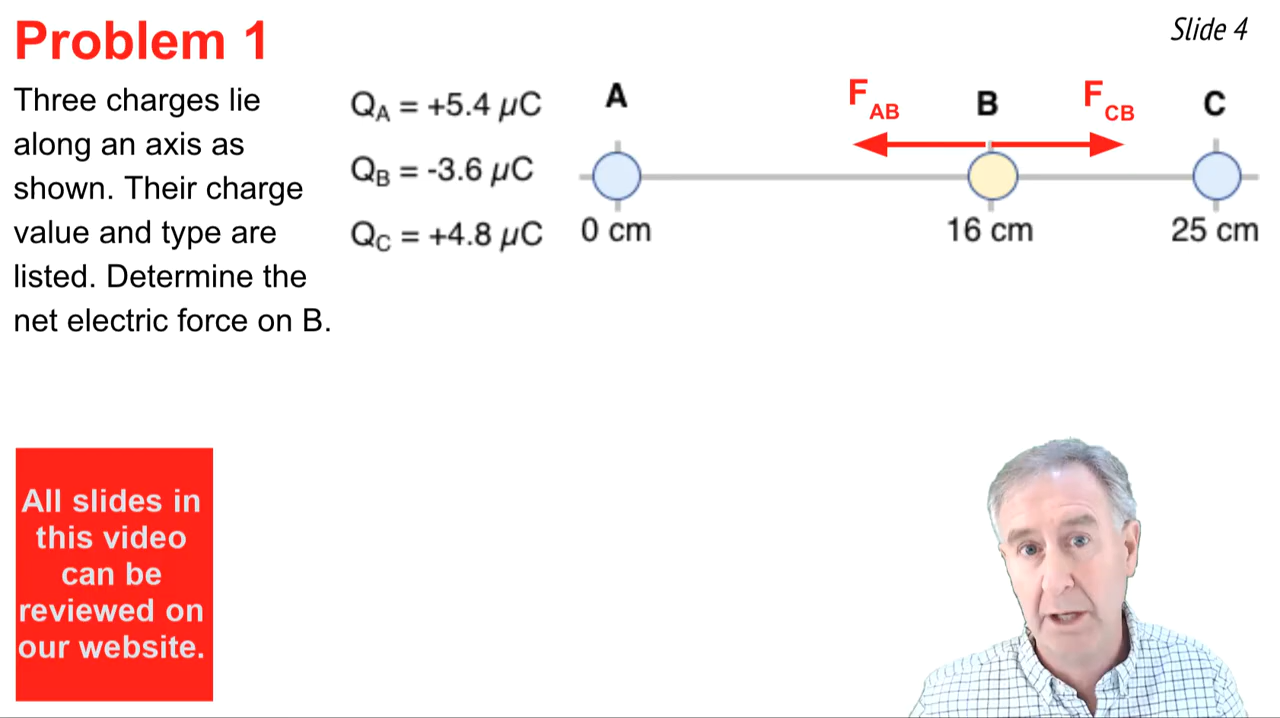 Problem 1
Slide 4
Three charges lie
along an axis as
shown. Their charge
value and type are
listed. Determine the
net electric force on B.
Q_A = +5.4 μC
Q_B = -3.6 μC
Q_C = +4.8 μC
A
F_AB
B
F_CB
C
0 cm
16 cm
25 cm
All slides in
this video
can be
reviewed on
our website.